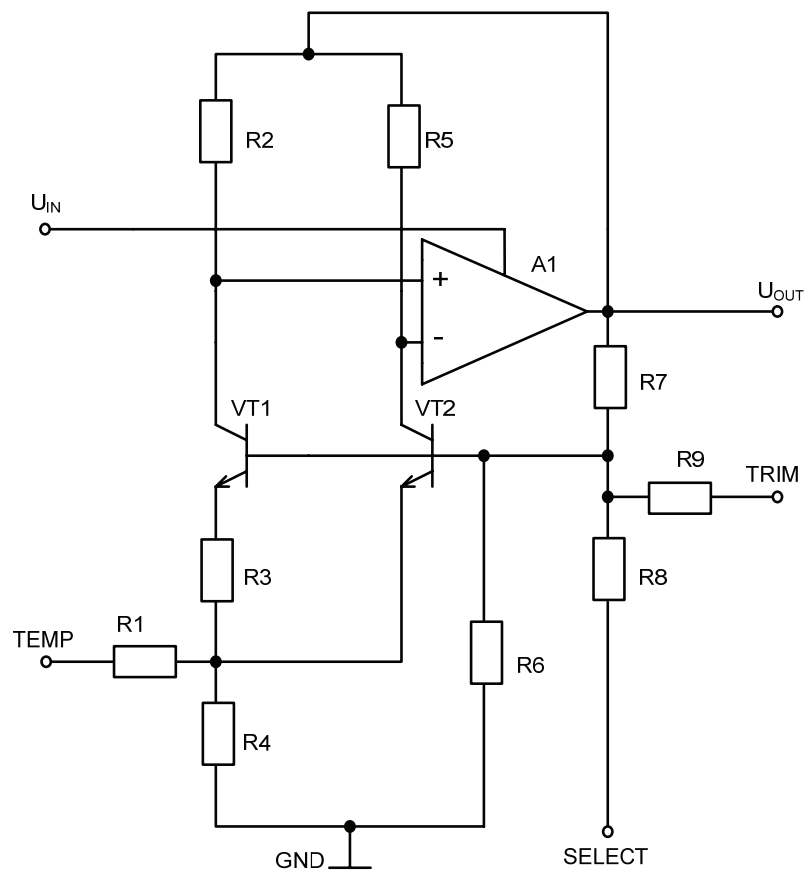 R2
R5
U_IN
A1
+
U_OUT
-
R7
VT1
VT2
R9
TRIM
R3
R8
TEMP
R1
R6
R4
GND
SELECT